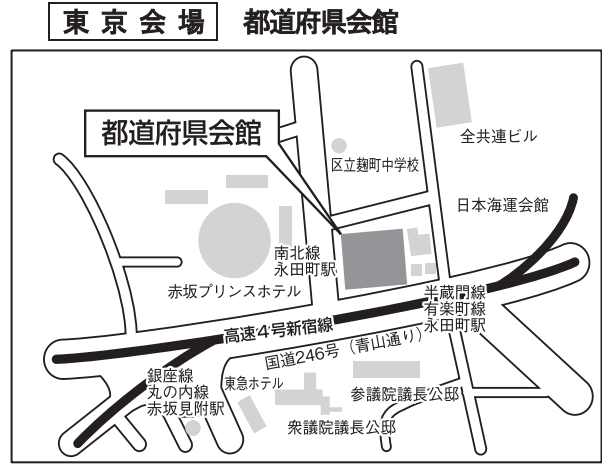 東京会場 都道府県会館
都道府県会館
全共連ビル
区立麹町中学校
日本海運会館
南北線
永田町駅
赤坂プリンスホテル
半蔵門線
有楽町線
永田町駅
高速4号新宿線
国道246号（青山通り）
銀座線
丸の内線
赤坂見附駅
東急ホテル
参議院議長公邸
衆議院議長公邸